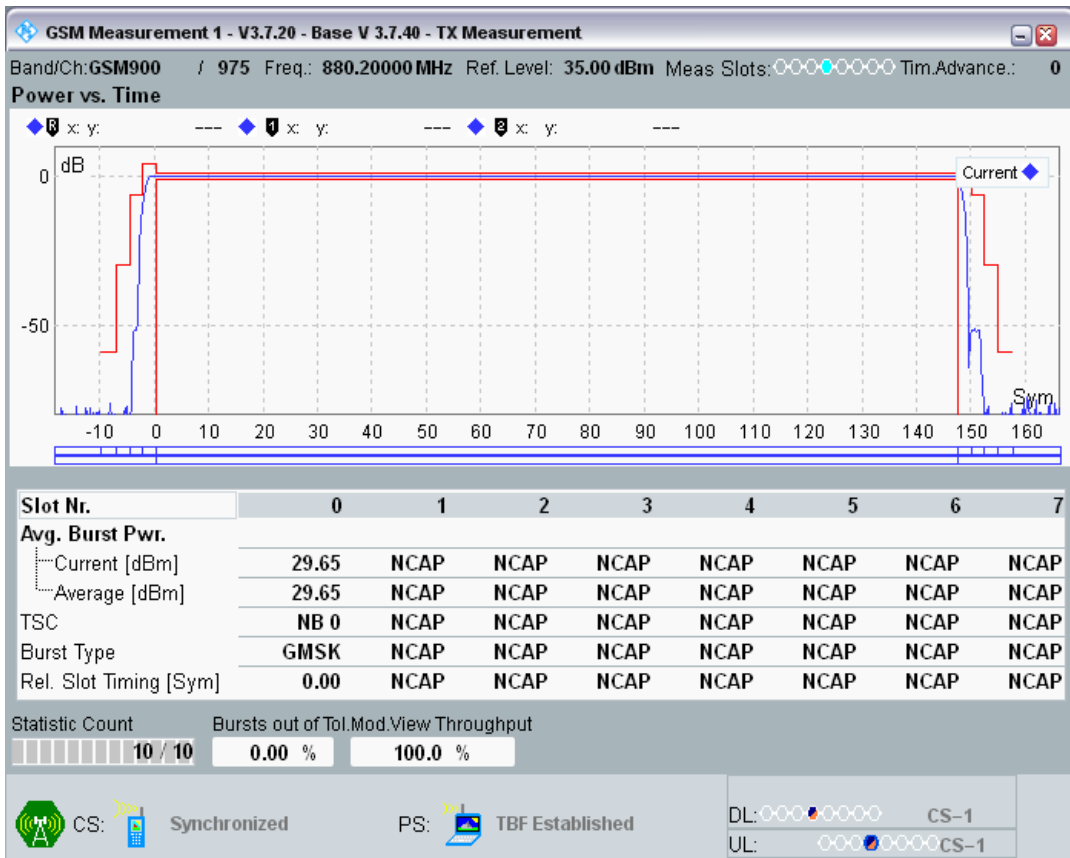 GSM Measurement 1 - V3.7.20 - Base V 3.7.40 - TX Measurement
Band/Ch:GSM900 / 975 Freq.: 880.20000 MHz Ref. Level: 35.00 dBm Meas Slots: Tim.Advance.: 0
Power vs. Time
R x: y: --- 1 x: y: --- 2 x: y: ---
dB
Current
0
-50
Sym
-10 0 10 20 30 40 50 60 70 80 90 100 110 120 130 140 150 160
Slot Nr. 0 1 2 3 4 5 6 7
Avg. Burst Pwr.
Current [dBm] 29.65 NCAP NCAP NCAP NCAP NCAP NCAP NCAP
Average [dBm] 29.65 NCAP NCAP NCAP NCAP NCAP NCAP NCAP
TSC NB 0 NCAP NCAP NCAP NCAP NCAP NCAP NCAP
Burst Type GMSK NCAP NCAP NCAP NCAP NCAP NCAP NCAP
Rel. Slot Timing [Sym] 0.00 NCAP NCAP NCAP NCAP NCAP NCAP NCAP
Statistic Count Bursts out of Tol.Mod.View Throughput
10 / 10 0.00 % 100.0 %
CS: Synchronized PS: TBF Established
DL: CS-1
UL: CS-1